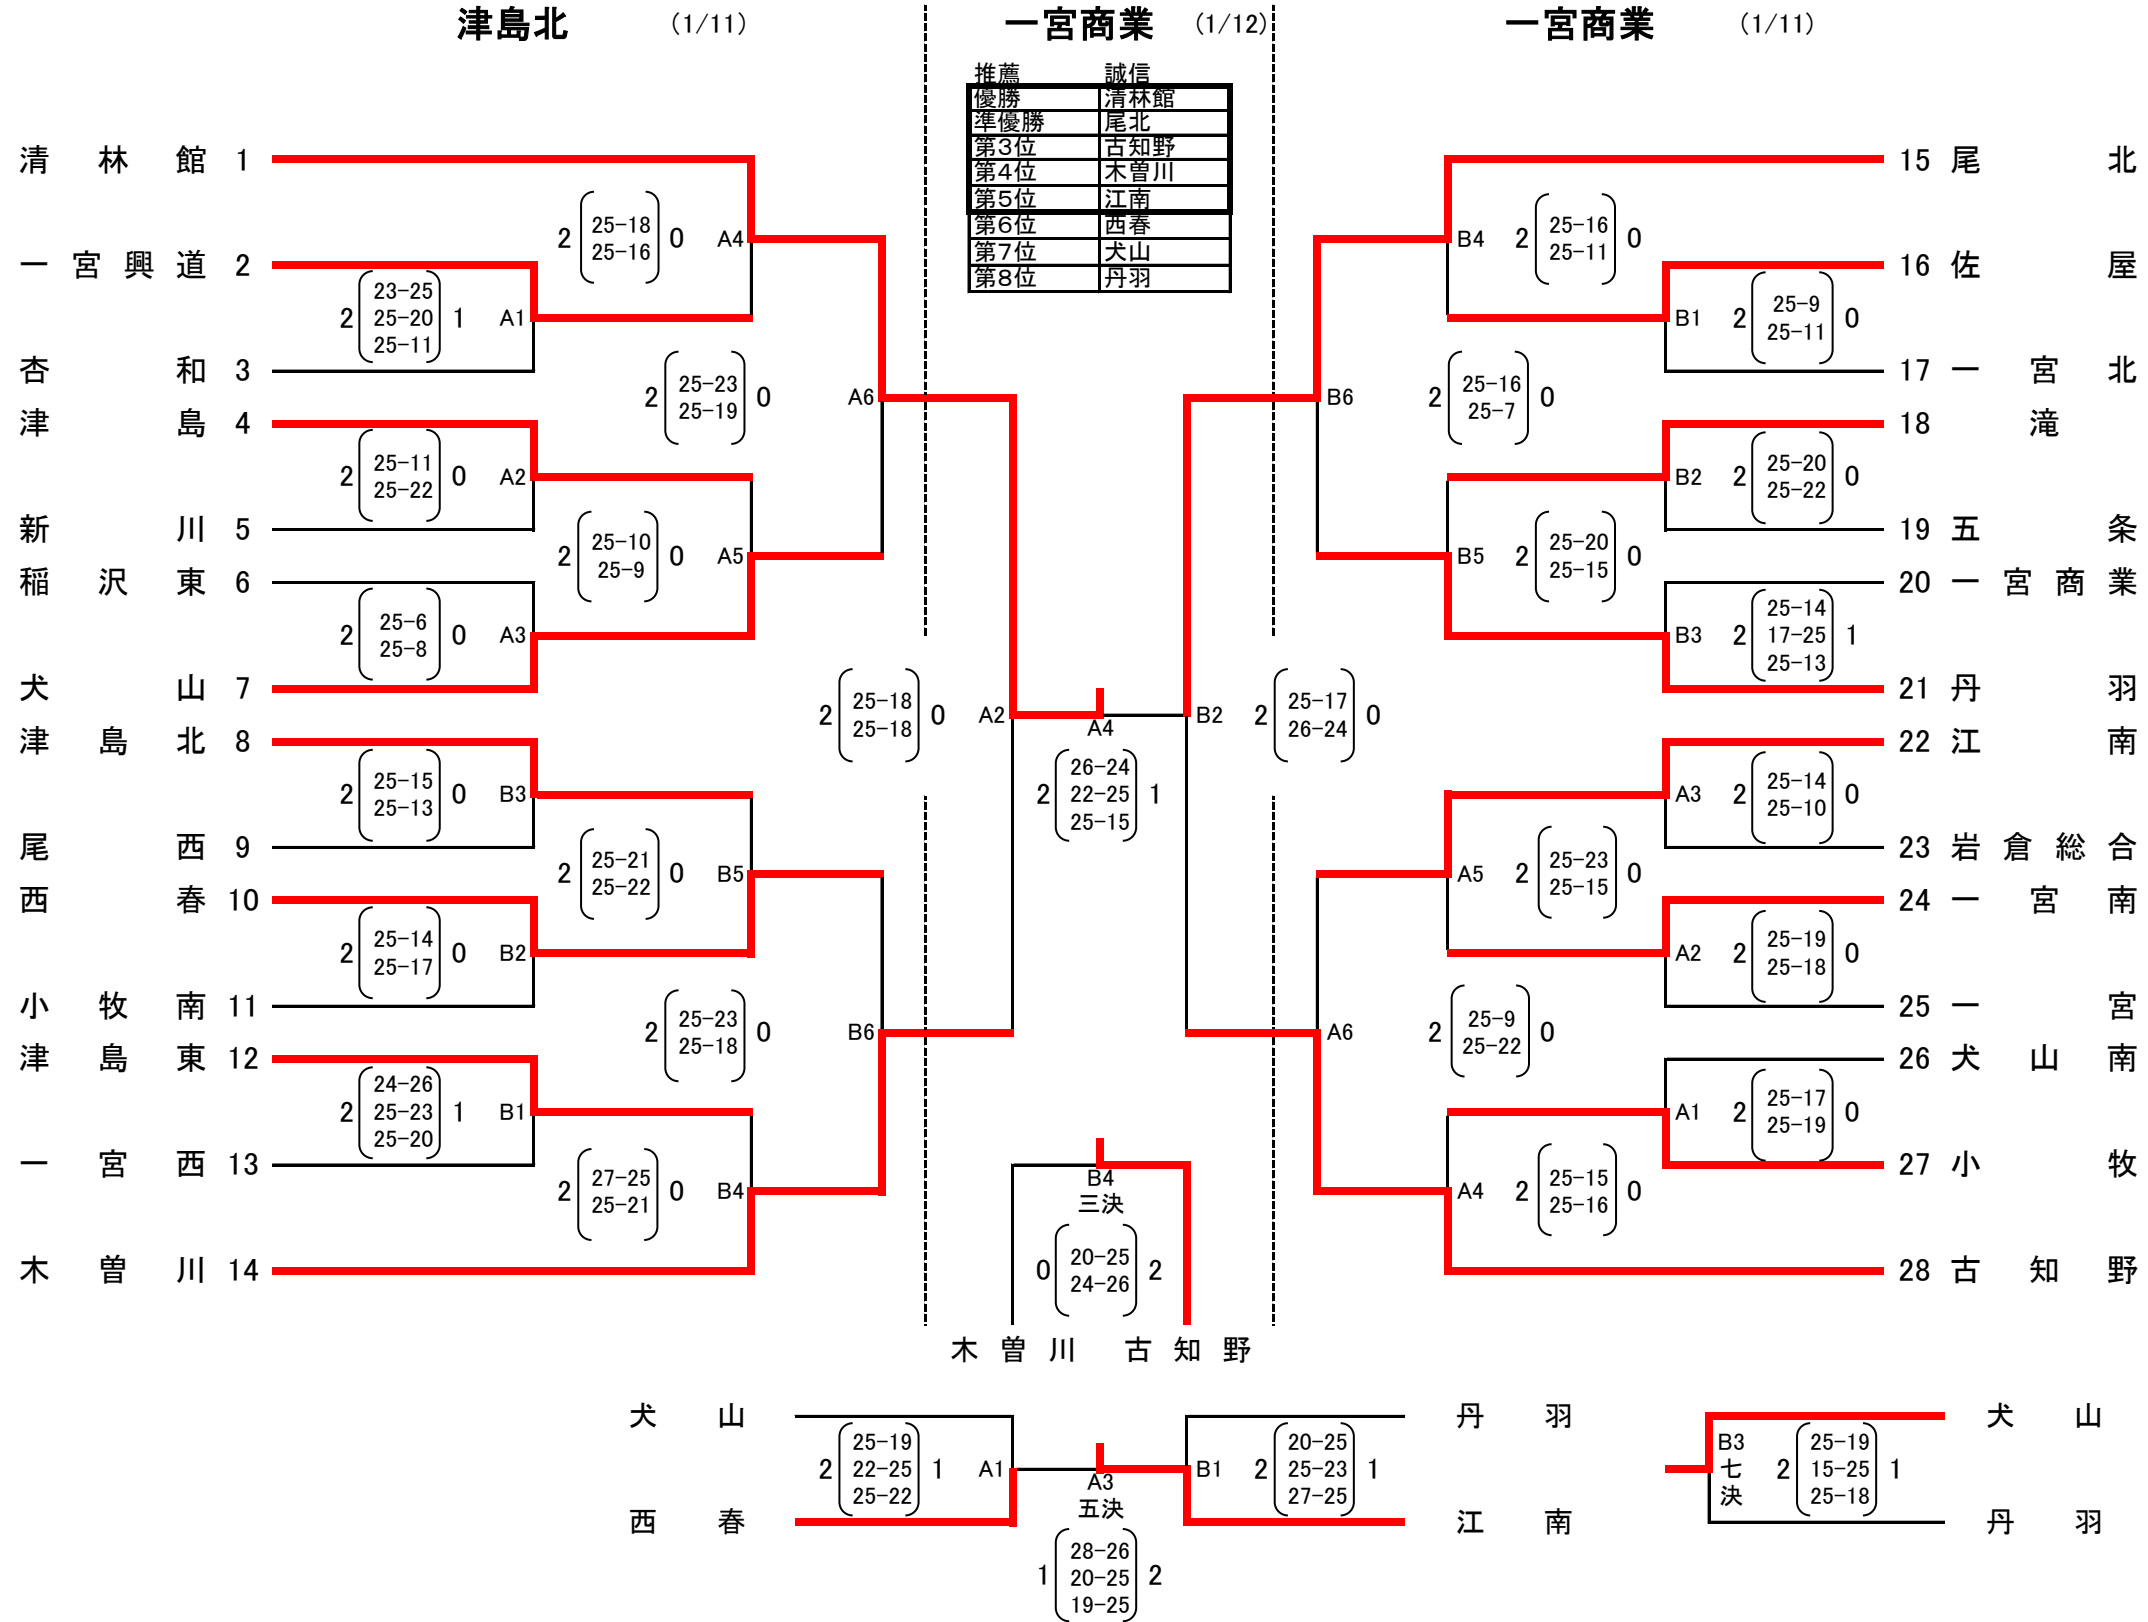 津島北 (1/11)
一宮商業 (1/12)
一宮商業 (1/11)
推薦 誠信
優勝 清林館
準優勝 尾北
第3位 古知野
第4位 木曽川
第5位 江南
第6位 西春
第7位 犬山
第8位 丹羽
清林館 1
一宮興道 2
杏和 3
津島 4
新川 5
稲沢東 6
犬山 7
津島北 8
尾西 9
西春 10
小牧南 11
津島東 12
一宮西 13
木曽川 14
2 23-25 25-20 25-11 1 A1
2 25-11 25-22 0 A2
2 25-6 25-8 0 A3
2 25-15 25-13 0 B3
2 25-14 25-17 0 B2
2 24-26 25-23 25-20 1 B1
2 25-18 25-16 0 A4
2 25-10 25-9 0 A5
2 25-21 25-22 0 B5
2 27-25 25-21 0 B4
2 25-23 25-19 0 A6
2 25-23 25-18 0 B6
2 25-18 25-18 0 A2
A4
2 26-24 22-25 25-15 1
B2 2 25-17 26-24 0
B6 2 25-16 25-7 0
A6 2 25-9 25-22 0
B4 2 25-16 25-11 0
B5 2 25-20 25-15 0
A5 2 25-23 25-15 0
A4 2 25-15 25-16 0
B1 2 25-9 25-11 0
B2 2 25-20 25-22 0
B3 2 25-14 17-25 25-13 1
A3 2 25-14 25-10 0
A2 2 25-19 25-18 0
A1 2 25-17 25-19 0
15 尾北
16 佐屋
17 一宮北
18 滝
19 五条
20 一宮商業
21 丹羽
22 江南
23 岩倉総合
24 一宮南
25 一宮
26 犬山南
27 小牧
28 古知野
B4
三決
0 20-25 24-26 2
木曽川 古知野
犬山
西春
2 25-19 22-25 25-22 1 A1
A3
五決
1 28-26 20-25 19-25 2
B1 2 20-25 25-23 27-25 1
丹羽
江南
B3
七
決
2 25-19 15-25 25-18 1
犬山
丹羽